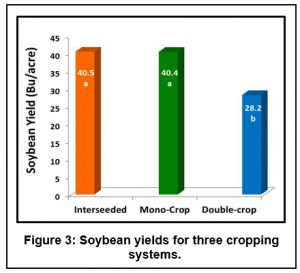 Soybean Yield (Bu/acre)
45
40
35
30
25
20
15
10
5
0
40.5
a
40.4
a
28.2
b
Interseeded Mono-Crop Double-crop
Figure 3: Soybean yields for three cropping
systems.